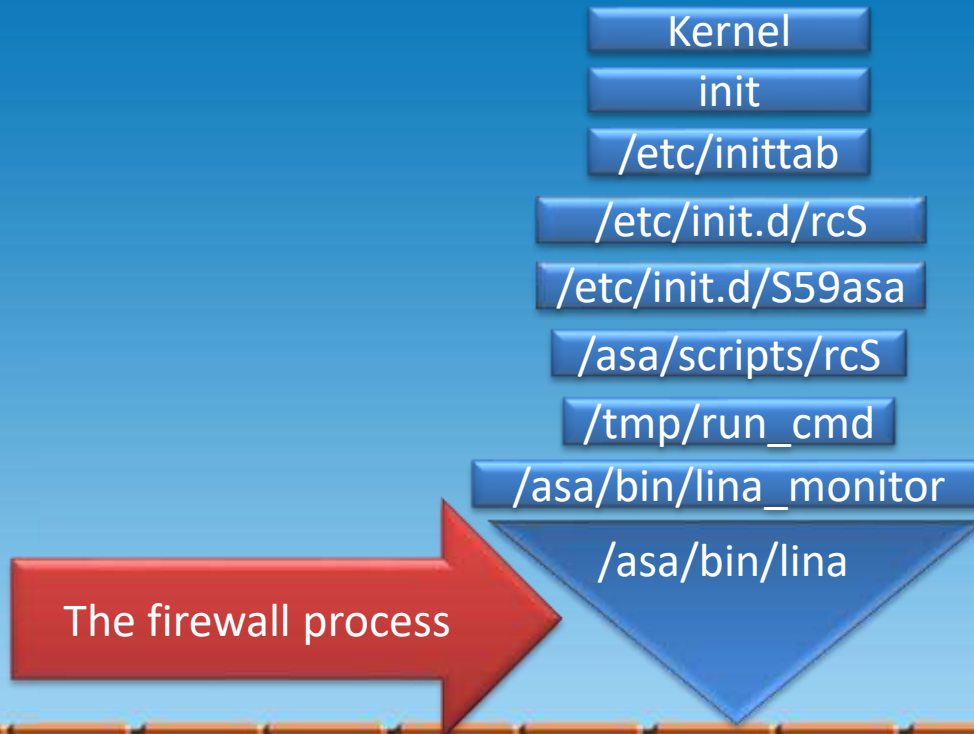 Kernel
init
/etc/inittab
/etc/init.d/rcS
/etc/init.d/S59asa
/asa/scripts/rcS
/tmp/run_cmd
/asa/bin/lina_monitor
/asa/bin/lina
The firewall process